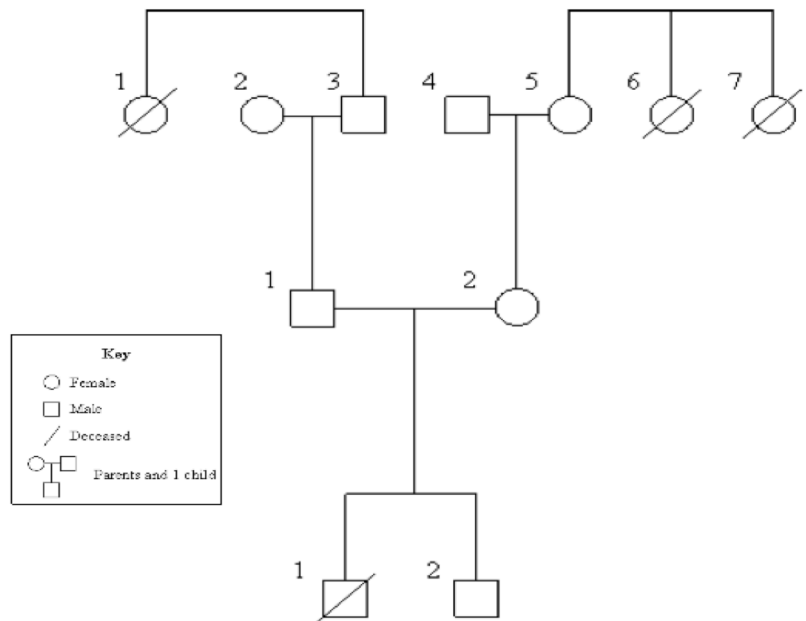 1 2 3 4 5 6 7
1 2
Key
Female
Male
Deceased
Parents and 1 child
1 2